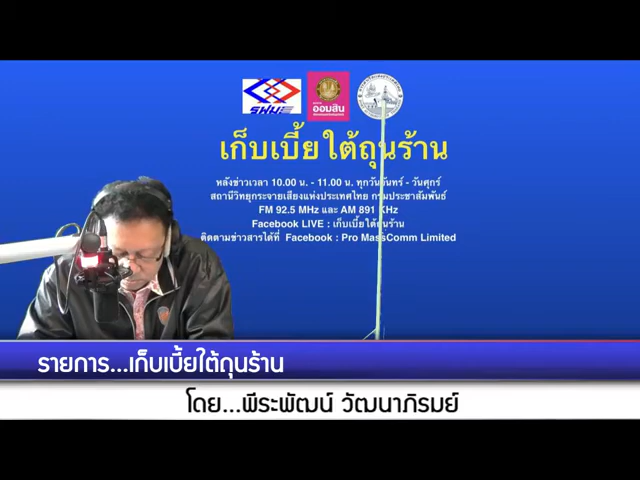 รฟม
ออมสิน
เก็บเบี้ยใต้ถุนร้าน
หลังข่าวเวลา 10.00 น. - 11.00 น. ทุกวันจันทร์ - วันศุกร์
สถานีวิทยุกระจายเสียงแห่งประเทศไทย กรมประชาสัมพันธ์
FM 92.5 MHz และ AM 891 KHz
Facebook LIVE : เก็บเบี้ยใต้ถุนร้าน
ติดตามข่าวสารได้ที่ Facebook : Pro MassComm Limited
รายการ...เก็บเบี้ยใต้ถุนร้าน
โดย...พีระพัฒน์ วัฒนาภิรมย์